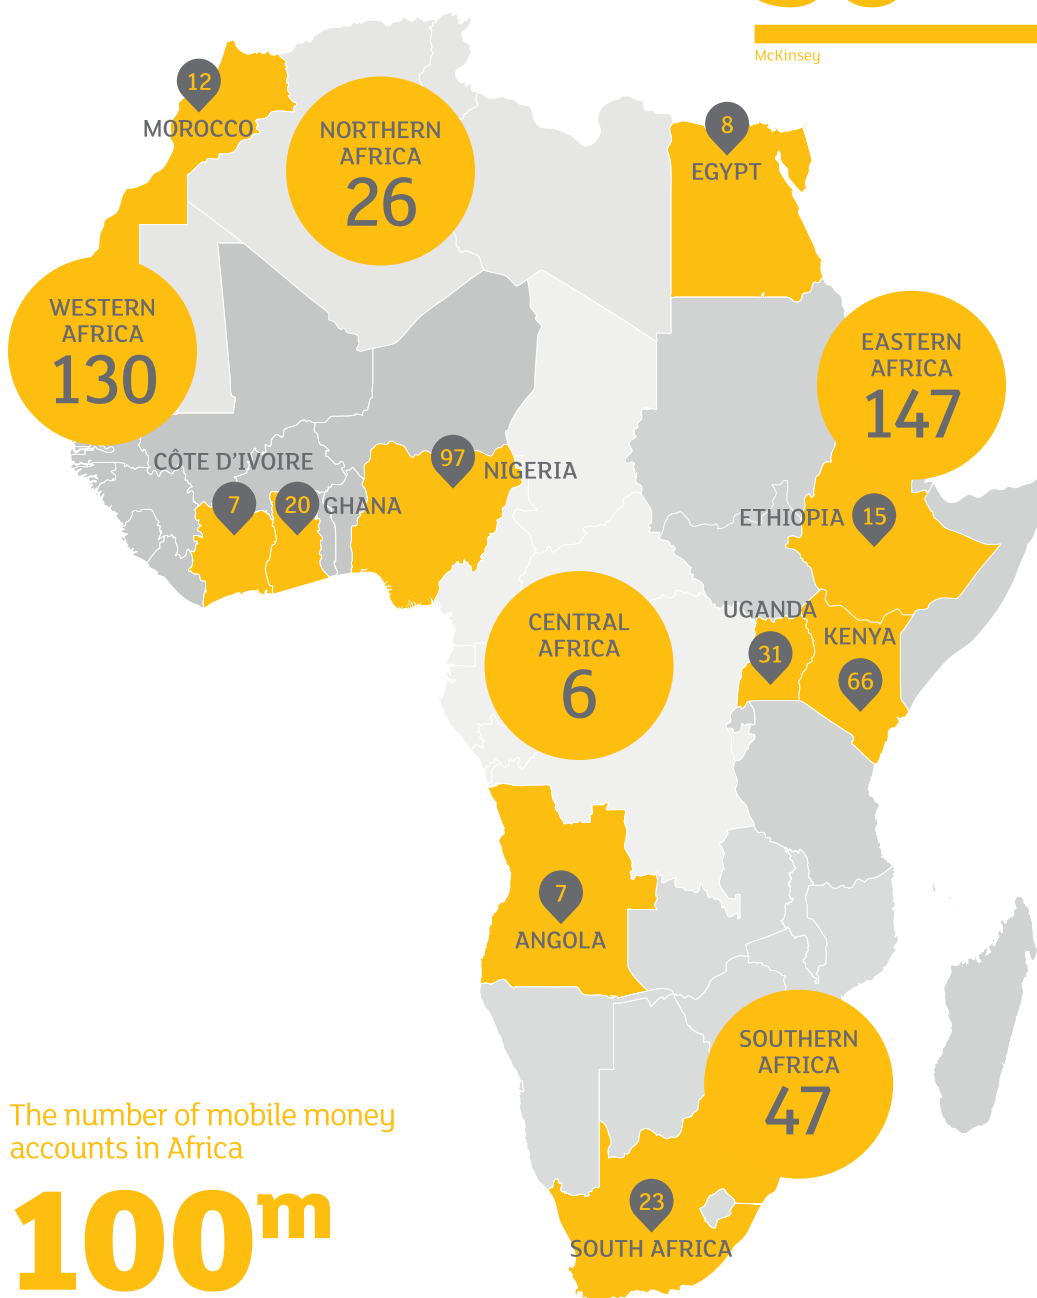 McKinsey
12
MOROCCO
NORTHERN
AFRICA
26
8
EGYPT
WESTERN
AFRICA
130
EASTERN
AFRICA
147
CÔTE D'IVOIRE
7
20 GHANA
97 NIGERIA
ETHIOPIA 15
CENTRAL
AFRICA
6
UGANDA
31
KENYA
66
7
ANGOLA
SOUTHERN
AFRICA
47
23
SOUTH AFRICA
The number of mobile money
accounts in Africa
100m